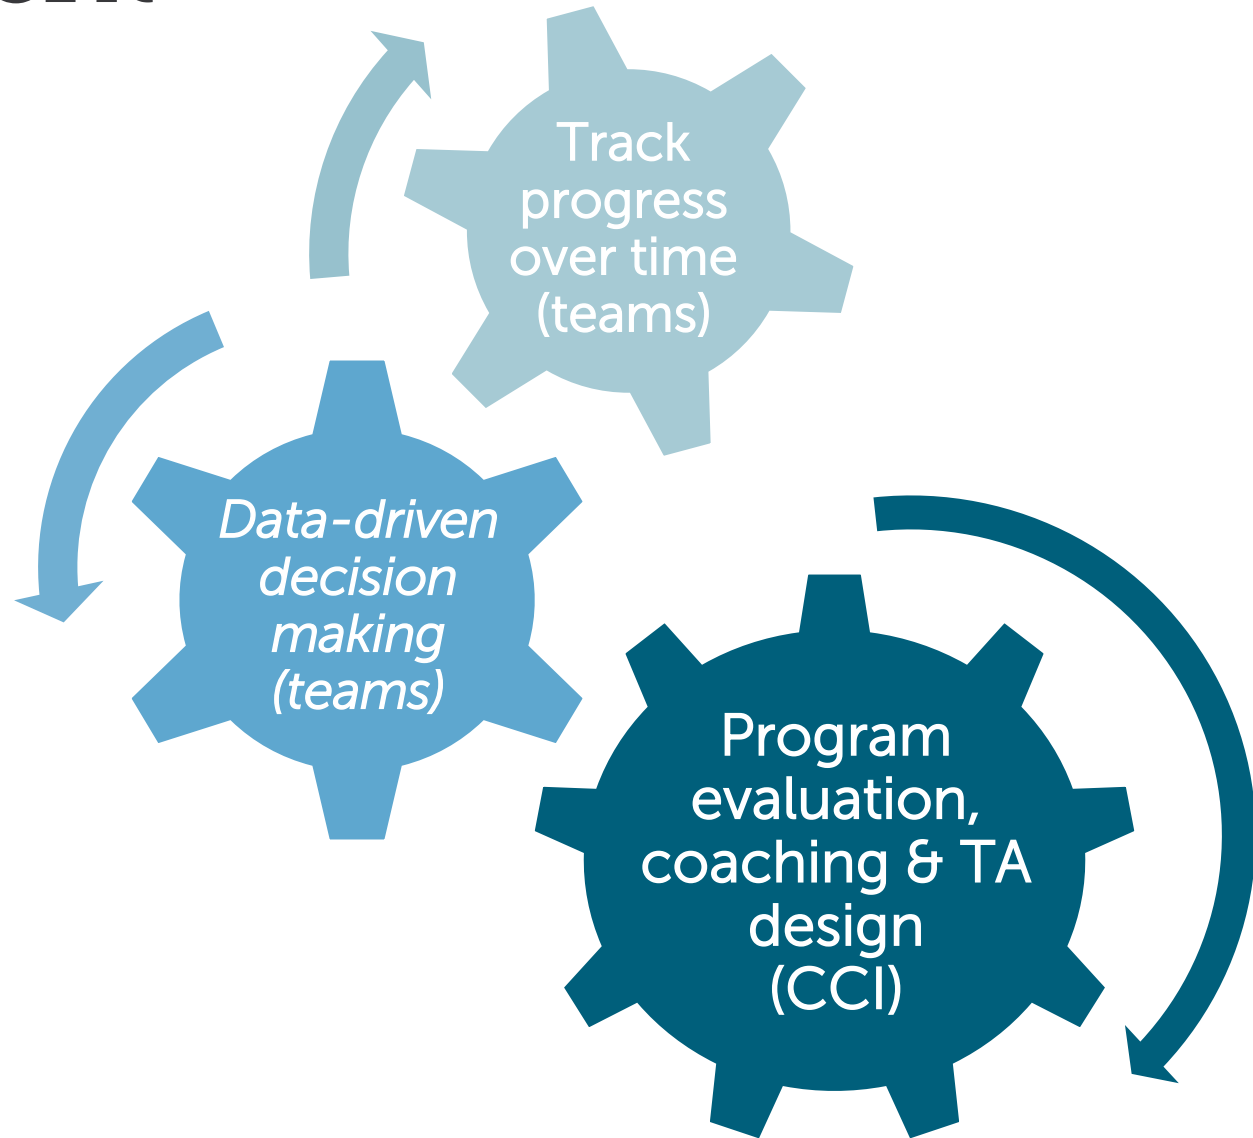 Track
progress
over time
(teams)
Data-driven
decision
making
(teams)
Program
evaluation,
coaching & TA
design
(CCI)